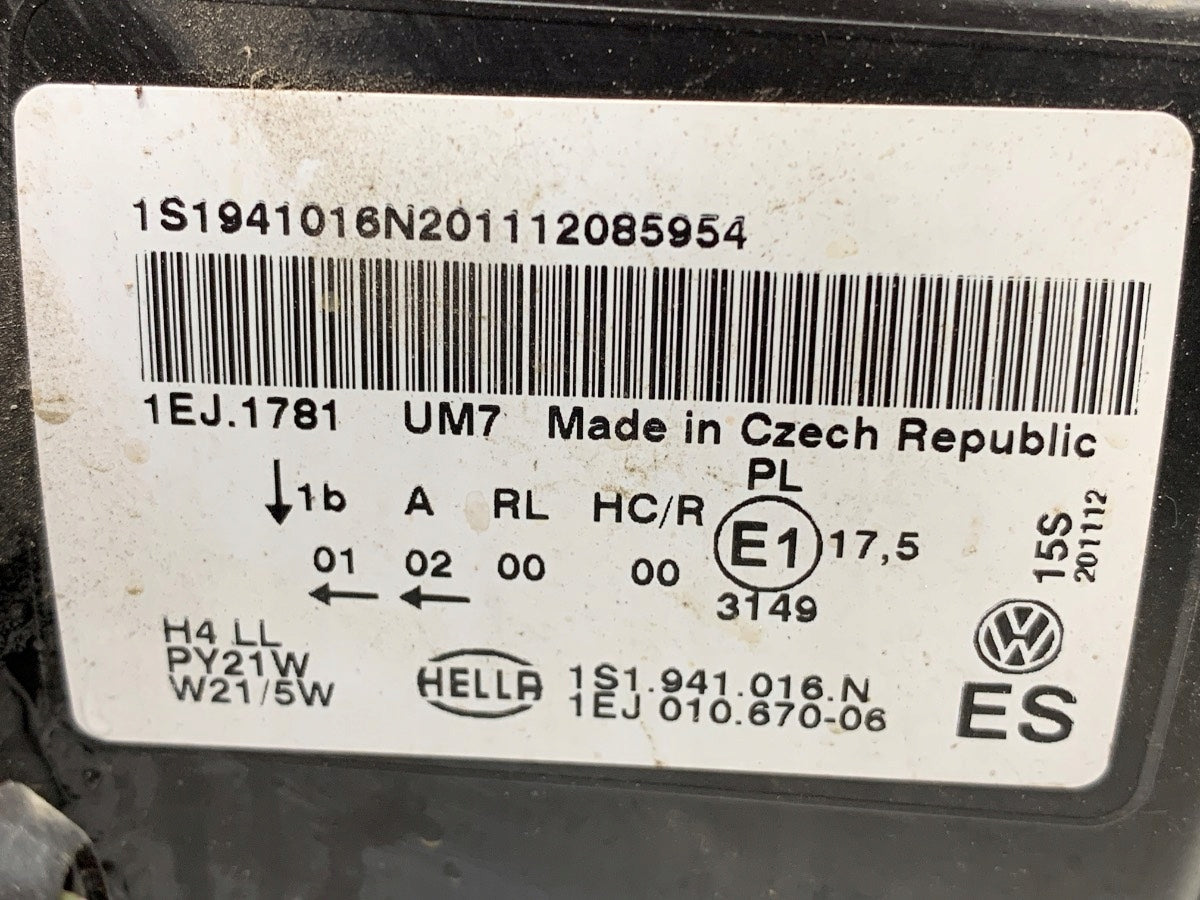 1S1941016N201112085954
1EJ.1781 UM7 Made in Czech Republic
PL
↓1b A RL HC/R E1 17,5
01 02 00 00
← ←
3149
15S
201112
H4 LL
PY21W
W21/5W
HELLA
1S1.941.016.N
1EJ 010.670-06
VW
ES